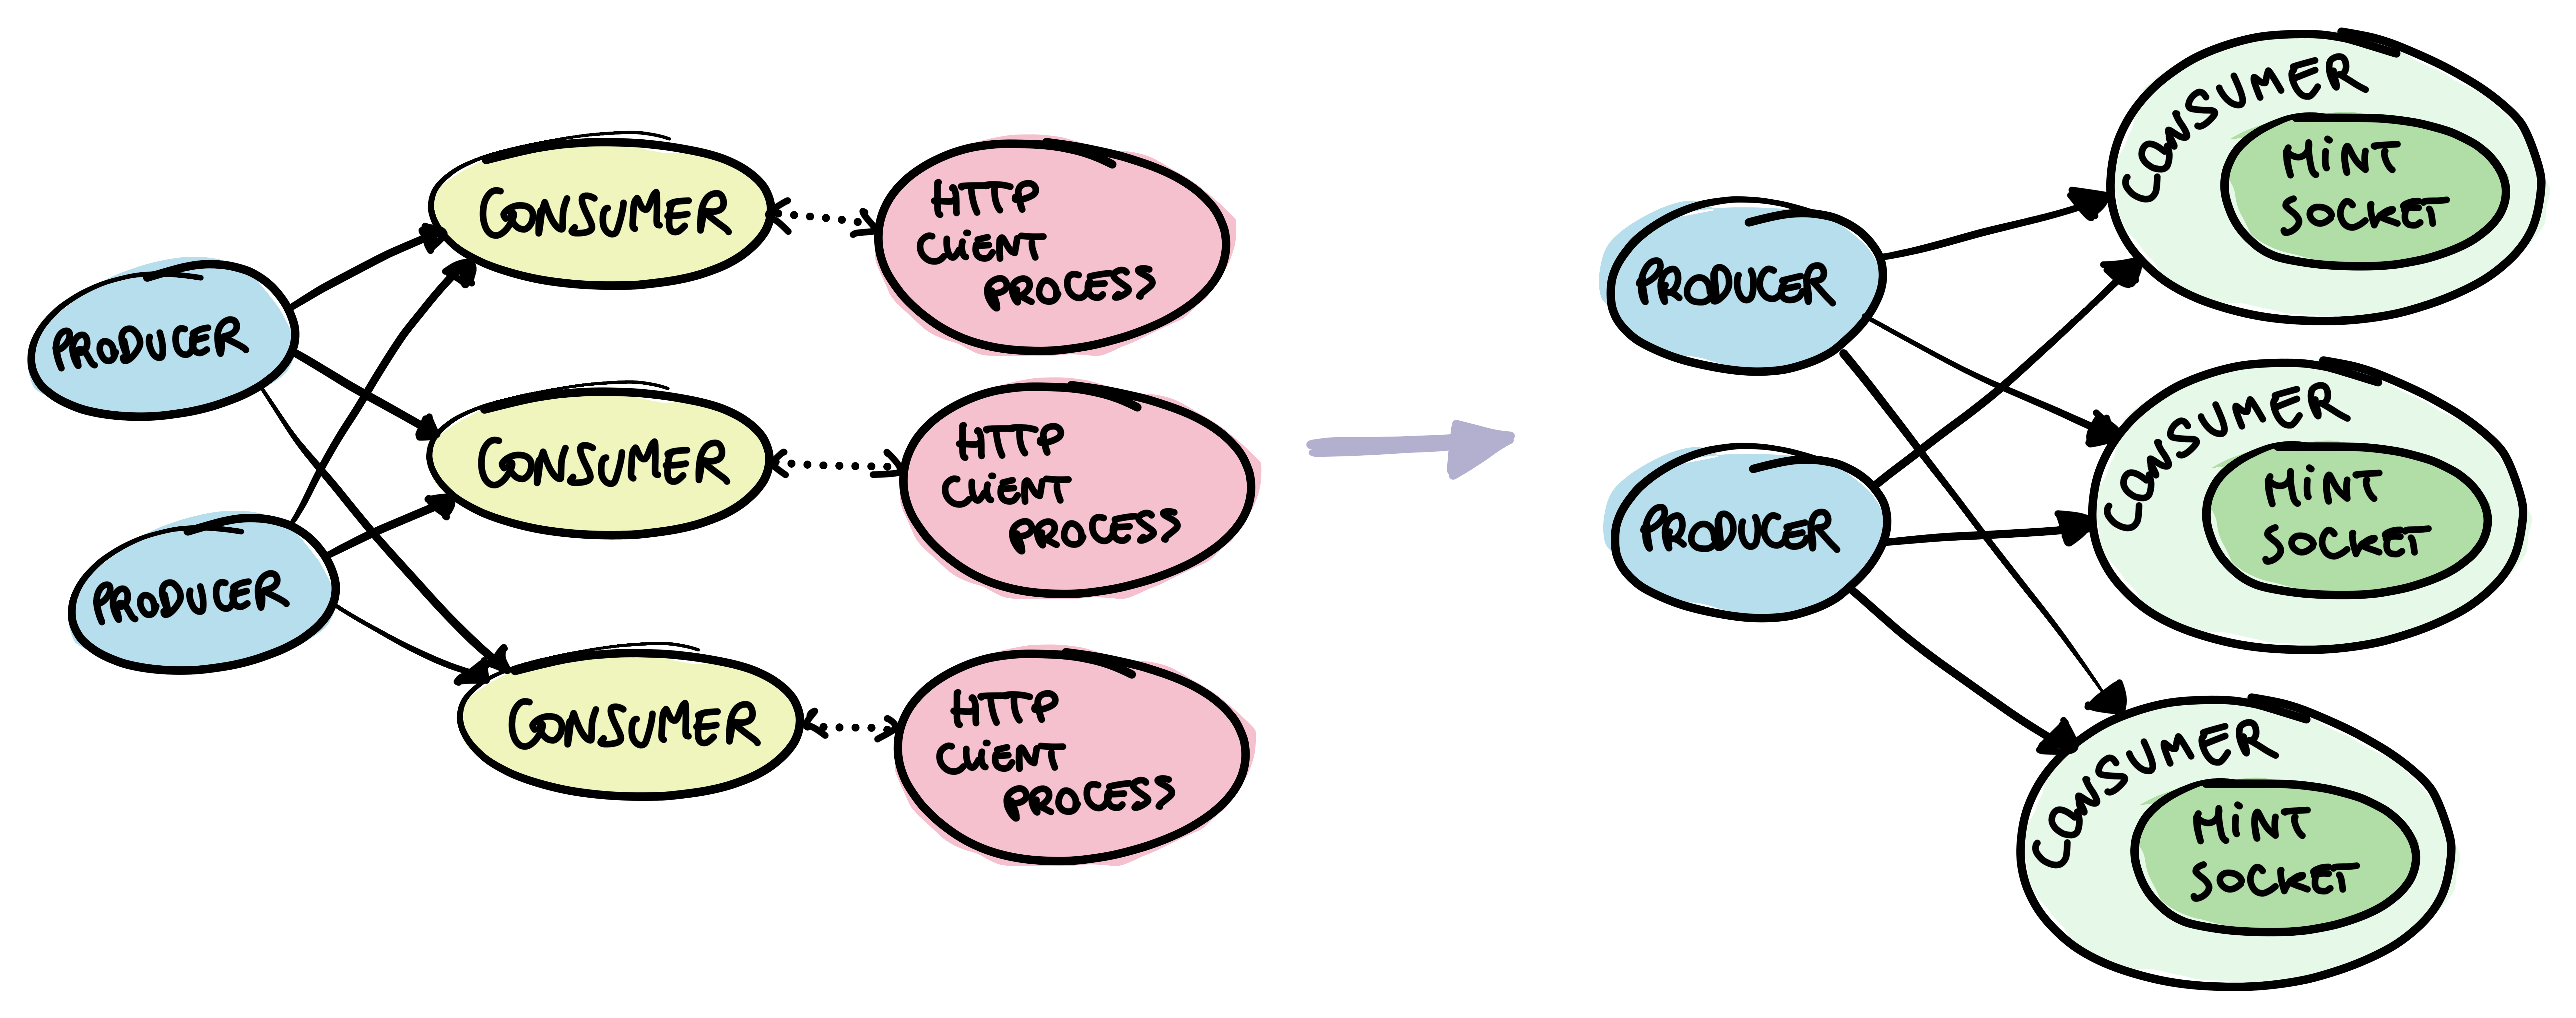 PRODUCER
PRODUCER
CONSUMER
CONSUMER
CONSUMER
HTTP
CLiENT
PROCESS
HTTP
CLiENT
PROCESS
HTTP
CLiENT
PROCESS
PRODUCER
PRODUCER
CONSUMER
MiNT
SOCKET
CONSUMER
MiNT
SOCKET
CONSUMER
MiNT
SOCKET